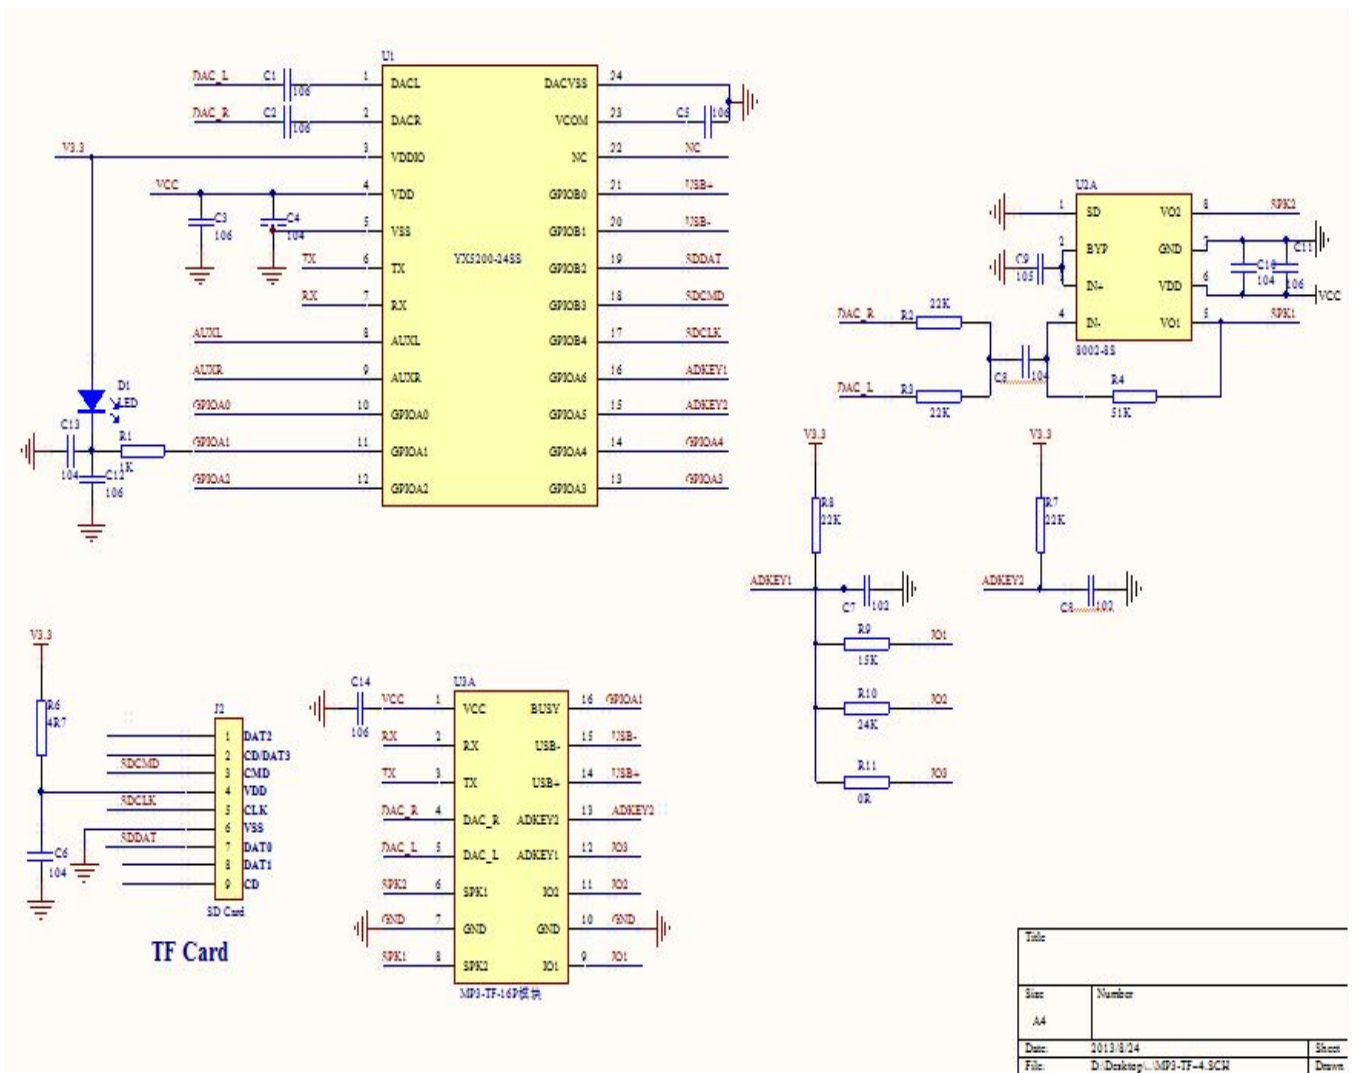 U1
DAC_L C1 106 1 DACL DACVSS 24
DAC_R C2 106 2 DACR VCOM 23 C5 106
V3.3 3 VDDIO NC 22 NC
VCC 4 VDD GPIOB0 21 USB+
C3 106 C4 104 5 VSS GPIOB1 20 USB-
YX5200-24SS
TX 6 TX GPIOB2 19 SDDAT
RX 7 RX GPIOB3 18 SDCMD
AUXL 8 AUXL GPIOB4 17 SDCLK
AUXR 9 AUXR GPIOA6 16 ADKEY1
GPIOA0 10 GPIOA0 GPIOA5 15 ADKEY2
GPIOA1 11 GPIOA1 GPIOA4 14 GPIOA4
GPIOA2 12 GPIOA2 GPIOA3 13 GPIOA3
D1
LED
C13
104
R1
1K
C12
106
U2A
1 SD VO2 8 SPK2
2 BYP GND 7 C11
C9
105
3 IN+ VDD 6 VCC
C10
104
106
4 IN- VO1 5 SPK1
8002-8S
DAC_R R2 22K
C8 104
DAC_L R3 22K
R4
51K
V3.3
R8
22K
ADKEY1
C7 102
R9 IO1
15K
R10 IO2
24K
R11 IO3
0R
V3.3
R7
22K
ADKEY2
C8 102
V3.3
R6
4R7
C6
104
J2
1 DAT2
2 CD/DAT3
SDCMD 3 CMD
4 VDD
SDCLK 5 CLK
6 VSS
SDDAT 7 DAT0
8 DAT1
9 CD
SD Card
TF Card
U3A
C14
106
VCC 1 VCC BUSY 16 GPIOA1
RX 2 RX USB- 15 USB-
TX 3 TX USB+ 14 USB+
DAC_R 4 DAC_R ADKEY2 13 ADKEY2
DAC_L 5 DAC_L ADKEY1 12 IO3
SPK2 6 SPK1 IO2 11 IO2
GND 7 GND GND 10 GND
SPK1 8 SPK2 IO1 9 IO1
MP3-TF-16P模块
Title
Size Number
A4
Date: 2013/8/24 Sheet
File: D:\Desktop\..\MP3-TF-4.SCH Drawn